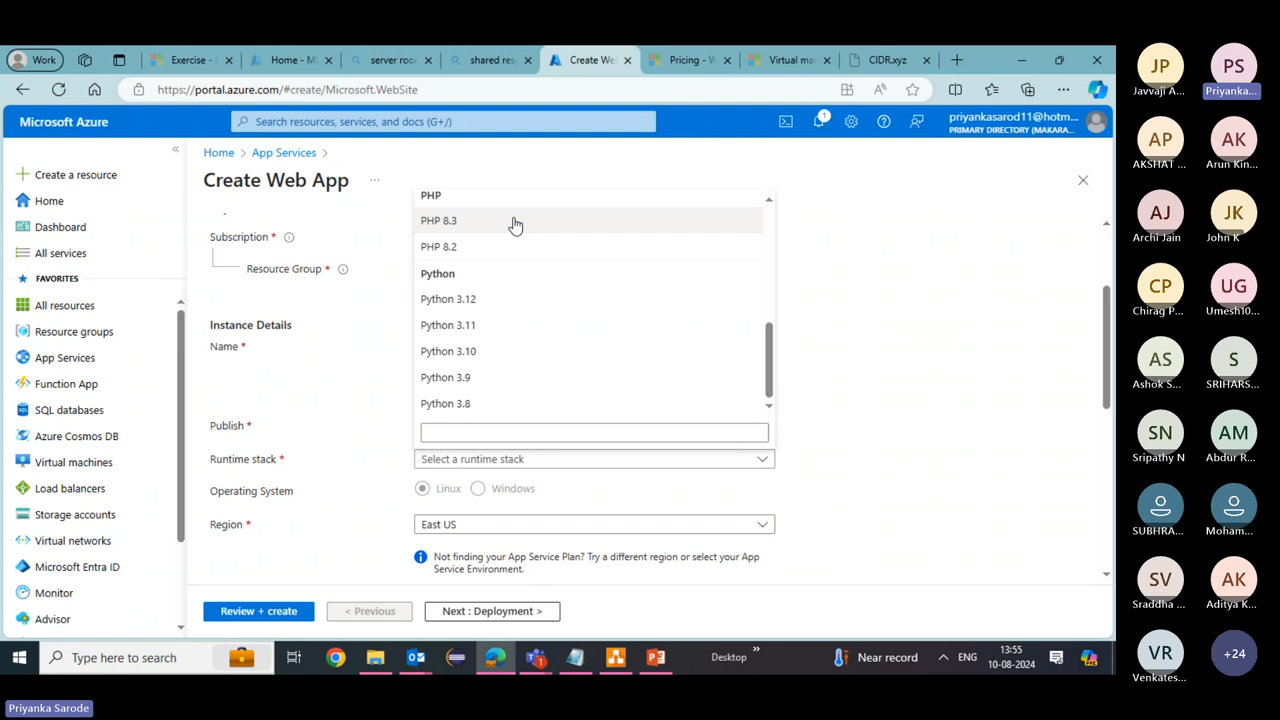 Work
Exercise -
Home - Mi
server roo
shared res
Create We
Pricing - W
Virtual ma
CIDR.xyz
https://portal.azure.com/#create/Microsoft.WebSite
Microsoft Azure
Search resources, services, and docs (G+/)
1
priyankasarod11@hotm...
PRIMARY DIRECTORY (MAKARA...
Create a resource
Home
Dashboard
All services
FAVORITES
All resources
Resource groups
App Services
Function App
SQL databases
Azure Cosmos DB
Virtual machines
Load balancers
Storage accounts
Virtual networks
Microsoft Entra ID
Monitor
Advisor
Home > App Services >
Create Web App ...
Subscription *
Resource Group *
Instance Details
Name *
Publish *
Runtime stack *
Operating System
Region *
PHP
PHP 8.3
PHP 8.2
Python
Python 3.12
Python 3.11
Python 3.10
Python 3.9
Python 3.8
Select a runtime stack
Linux
Windows
East US
Not finding your App Service Plan? Try a different region or select your App
Service Environment.
Review + create
< Previous
Next : Deployment >
Type here to search
Desktop
Near record
ENG
13:55
10-08-2024
Priyanka Sarode
JP
Javvaji A...
PS
Priyanka...
AP
AKSHAT ...
AK
Arun Kin...
AJ
Archi Jain
JK
John K
CP
Chirag P...
UG
Umesh10...
AS
Ashok S...
S
SRIHARS...
SN
Sripathy N
AM
Abdur R...
SUBHRA...
Moham...
SV
Sraddha ...
AK
Aditya K...
VR
Venkates...
+24